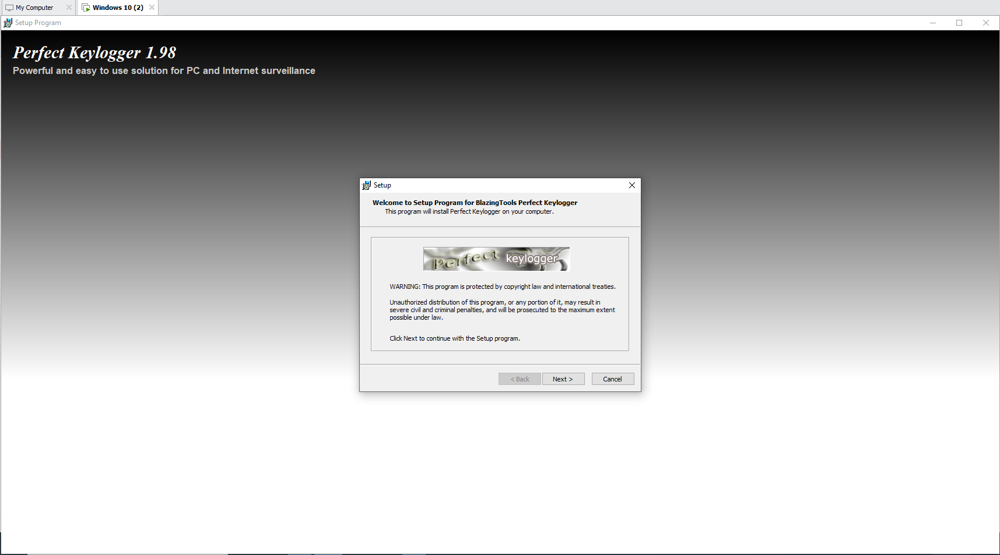 My Computer
Windows 10 (2)
Setup Program
Perfect Keylogger 1.98
Powerful and easy to use solution for PC and Internet surveillance
Setup
Welcome to Setup Program for BlazingTools Perfect Keylogger
This program will install Perfect Keylogger on your computer.
Perfect keylogger
WARNING: This program is protected by copyright law and international treaties.
Unauthorized distribution of this program, or any portion of it, may result in
severe civil and criminal penalties, and will be prosecuted to the maximum extent
possible under law.
Click Next to continue with the Setup program.
< Back
Next >
Cancel